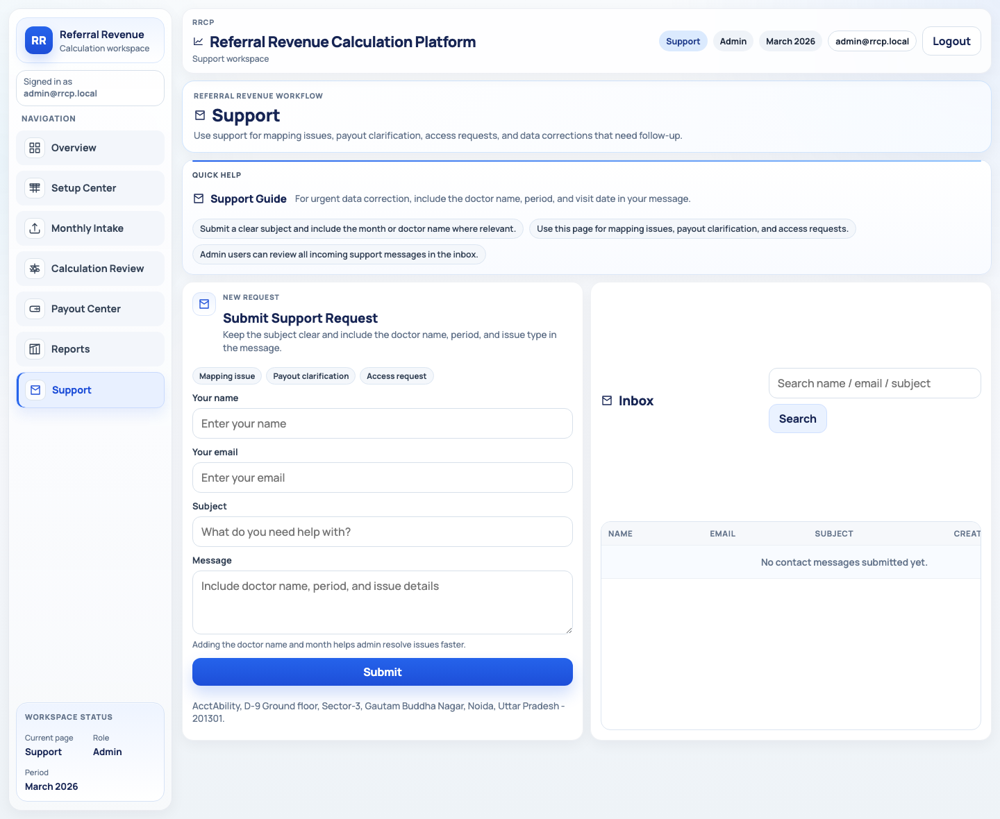 RR
Referral Revenue
Calculation workspace
Signed in as
admin@rrcp.local
NAVIGATION
Overview
Setup Center
Monthly Intake
Calculation Review
Payout Center
Reports
Support
WORKSPACE STATUS
Current page
Role
Support
Admin
Period
March 2026
RRCP
Referral Revenue Calculation Platform
Support workspace
Support
Admin
March 2026
admin@rrcp.local
Logout
REFERRAL REVENUE WORKFLOW
Support
Use support for mapping issues, payout clarification, access requests, and data corrections that need follow-up.
QUICK HELP
Support Guide For urgent data correction, include the doctor name, period, and visit date in your message.
Submit a clear subject and include the month or doctor name where relevant.
Use this page for mapping issues, payout clarification, and access requests.
Admin users can review all incoming support messages in the inbox.
NEW REQUEST
Submit Support Request
Keep the subject clear and include the doctor name, period, and issue type in
the message.
Mapping issue
Payout clarification
Access request
Your name
Enter your name
Your email
Enter your email
Subject
What do you need help with?
Message
Include doctor name, period, and issue details
Adding the doctor name and month helps admin resolve issues faster.
Submit
AcctAbility, D-9 Ground floor, Sector-3, Gautam Buddha Nagar, Noida, Uttar Pradesh -
201301.
Inbox
Search name / email / subject
Search
NAME EMAIL SUBJECT CREAT
No contact messages submitted yet.